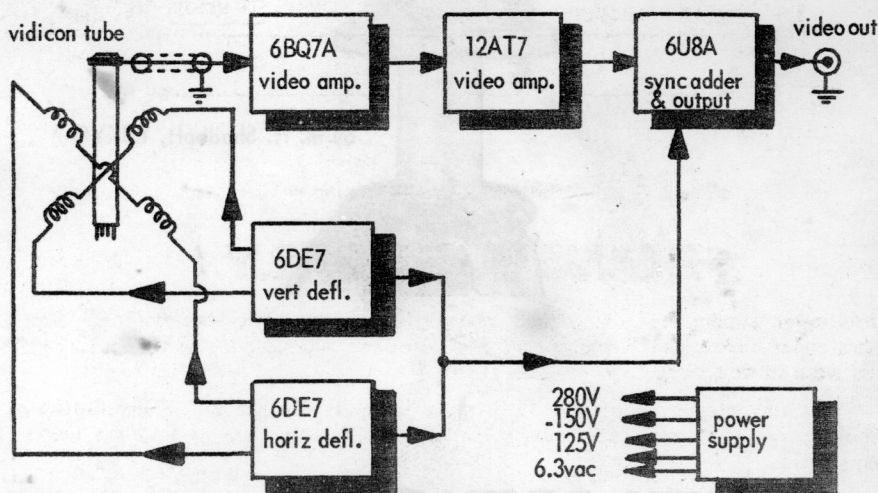 vidicon tube
6BQ7A
video amp.
12AT7
video amp.
6U8A
sync adder
& output
video out
6DE7
vert defl.
6DE7
horiz defl.
280V
-150V
125V
6.3vac
power
supply